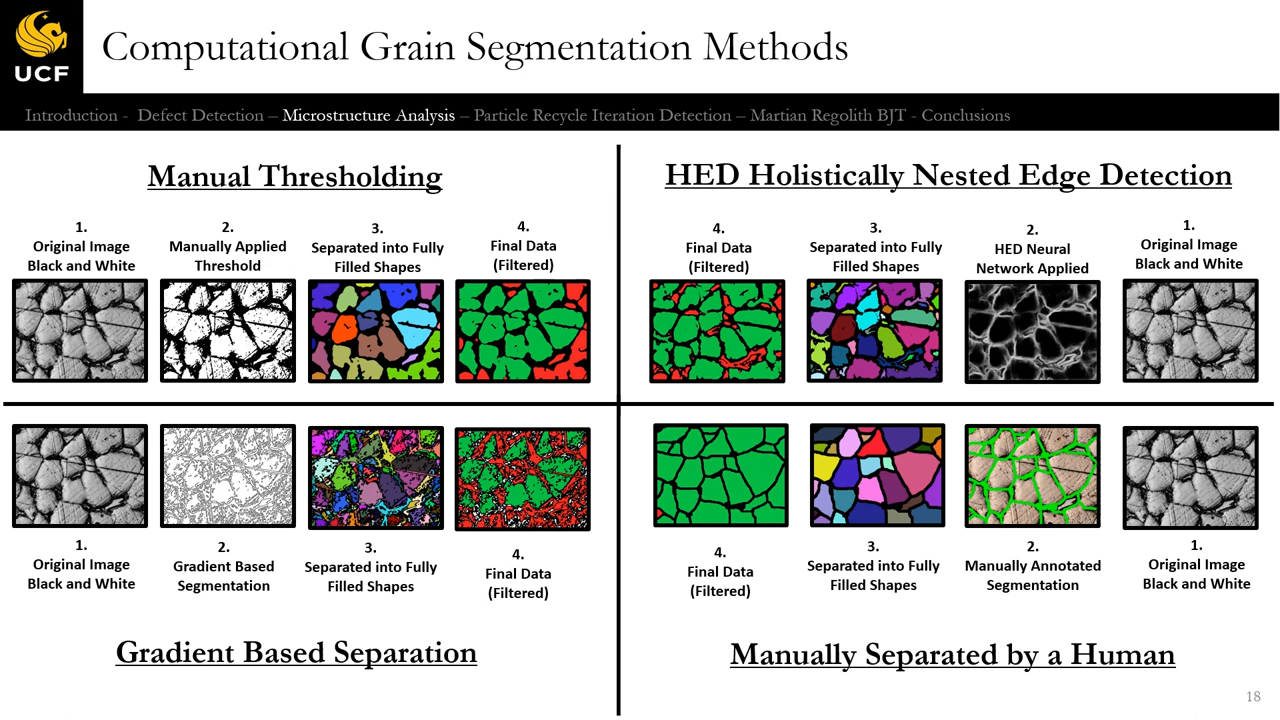 UCF
Computational Grain Segmentation Methods
Introduction - Defect Detection – Microstructure Analysis – Particle Recycle Iteration Detection – Martian Regolith BJT - Conclusions
Manual Thresholding
1.
Original Image
Black and White
2.
Manually Applied
Threshold
3.
Separated into Fully
Filled Shapes
4.
Final Data
(Filtered)
HED Holistically Nested Edge Detection
4.
Final Data
(Filtered)
3.
Separated into Fully
Filled Shapes
2.
HED Neural
Network Applied
1.
Original Image
Black and White
1.
Original Image
Black and White
2.
Gradient Based
Segmentation
3.
Separated into Fully
Filled Shapes
4.
Final Data
(Filtered)
Gradient Based Separation
4.
Final Data
(Filtered)
3.
Separated into Fully
Filled Shapes
2.
Manually Annotated
Segmentation
1.
Original Image
Black and White
Manually Separated by a Human
18